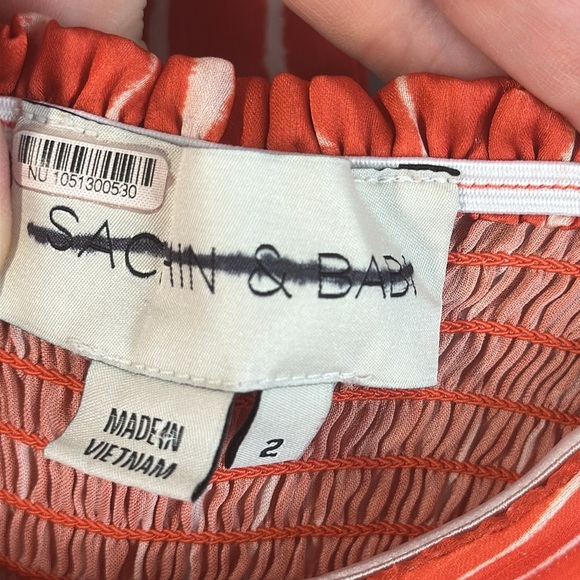 NU 1051300530
SACHIN & BABI
MADE IN
VIETNAM
2